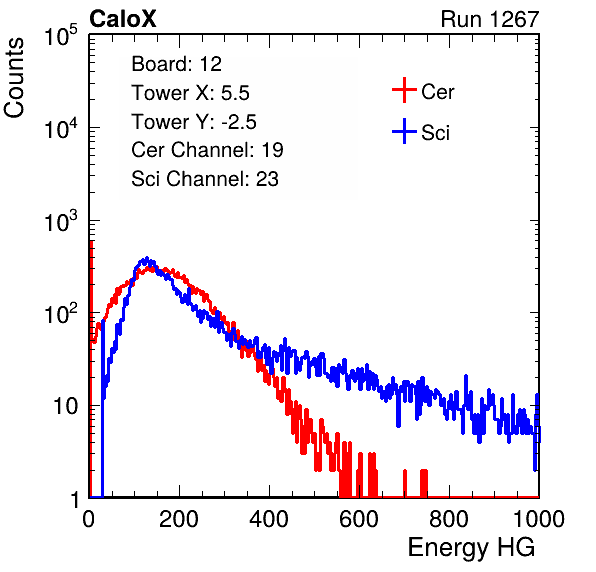 CaloX Run 1267
10^5
10^4
10^3
10^2
10
1
Counts
Board: 12
Tower X: 5.5
Tower Y: -2.5
Cer Channel: 19
Sci Channel: 23
Cer
Sci
0 200 400 600 800 1000
Energy HG